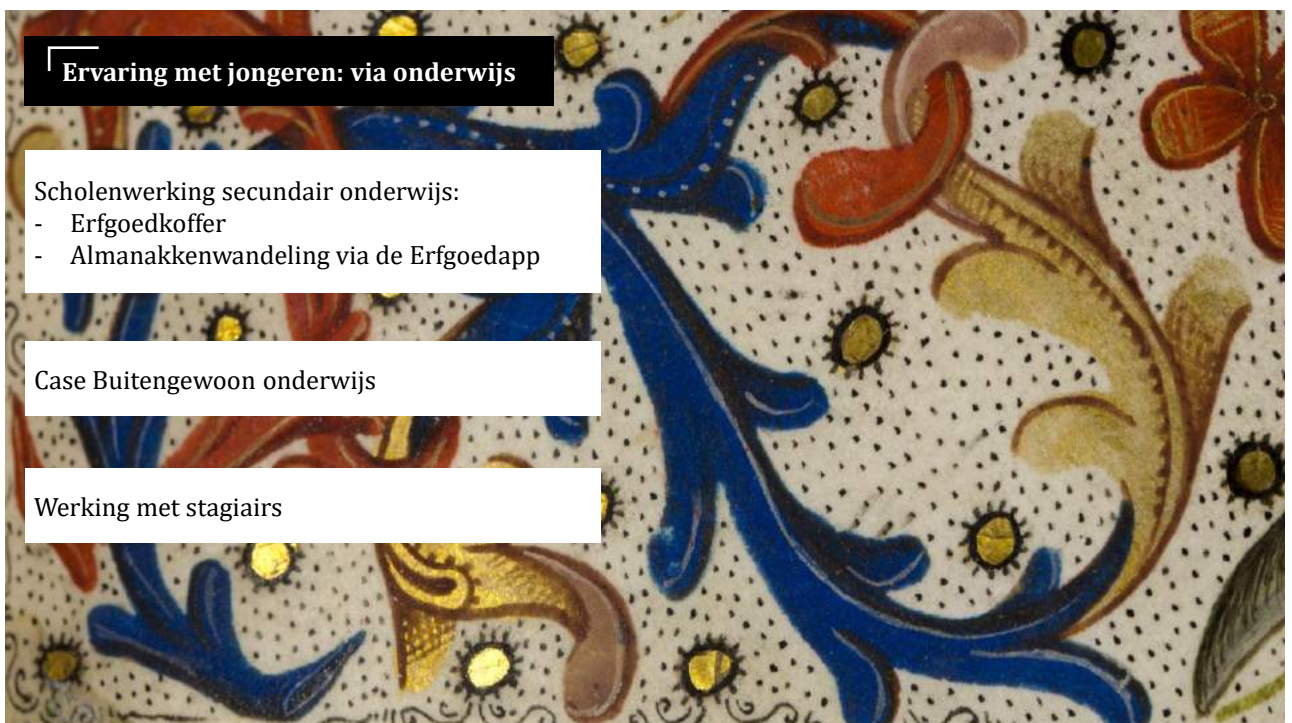 Ervaring met jongeren: via onderwijs
Scholenwerking secundair onderwijs:
- Erfgoedkoffer
- Almanakkenwandeling via de Erfgoedapp
Case Buitengewoon onderwijs
Werking met stagiairs